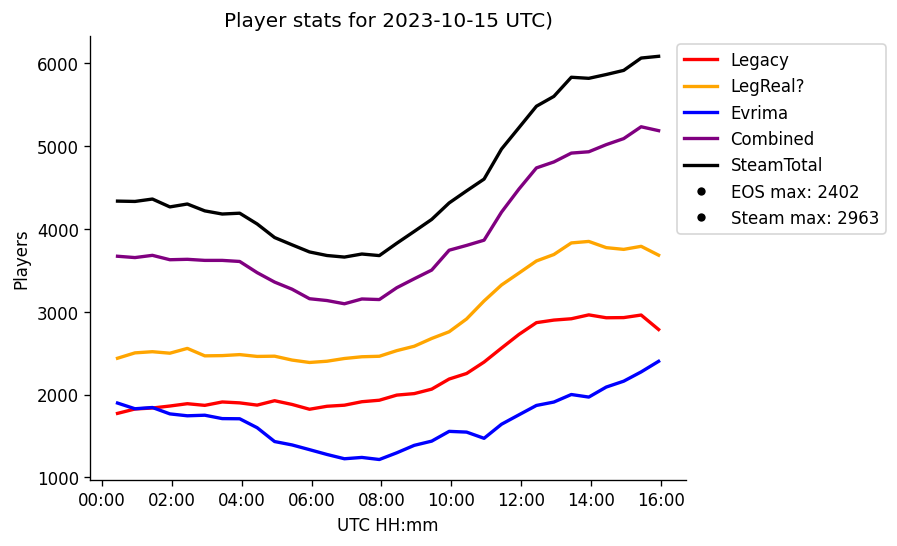 Player stats for 2023-10-15 UTC)
6000
5000
4000
3000
2000
1000
Players
00:00 02:00 04:00 06:00 08:00 10:00 12:00 14:00 16:00
UTC HH:mm
Legacy
LegReal?
Evrima
Combined
SteamTotal
EOS max: 2402
Steam max: 2963